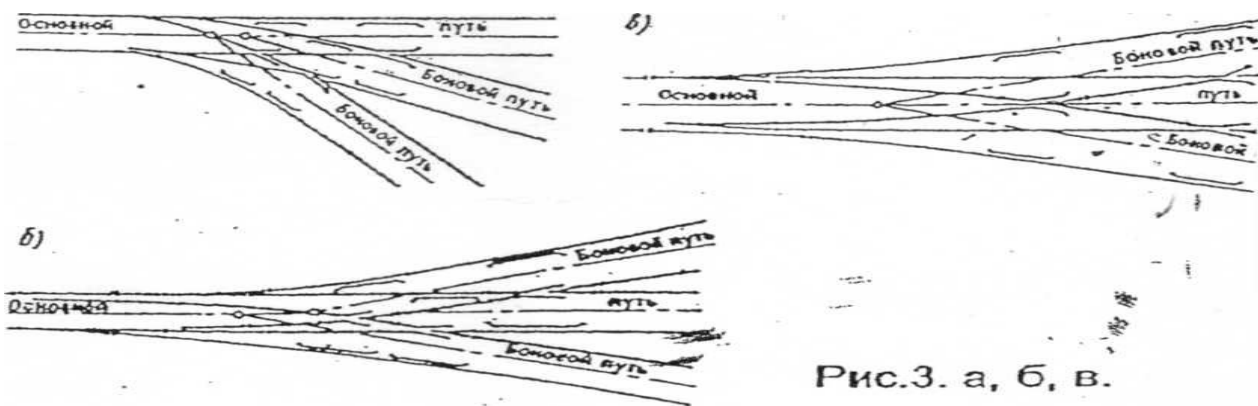 Основной путь
Боковой путь
Боковой путь
в)
Боковой путь
Основной путь
Боковой
б)
Боковой путь
Основной путь
Боковой путь
Рис.3. а, б, в.